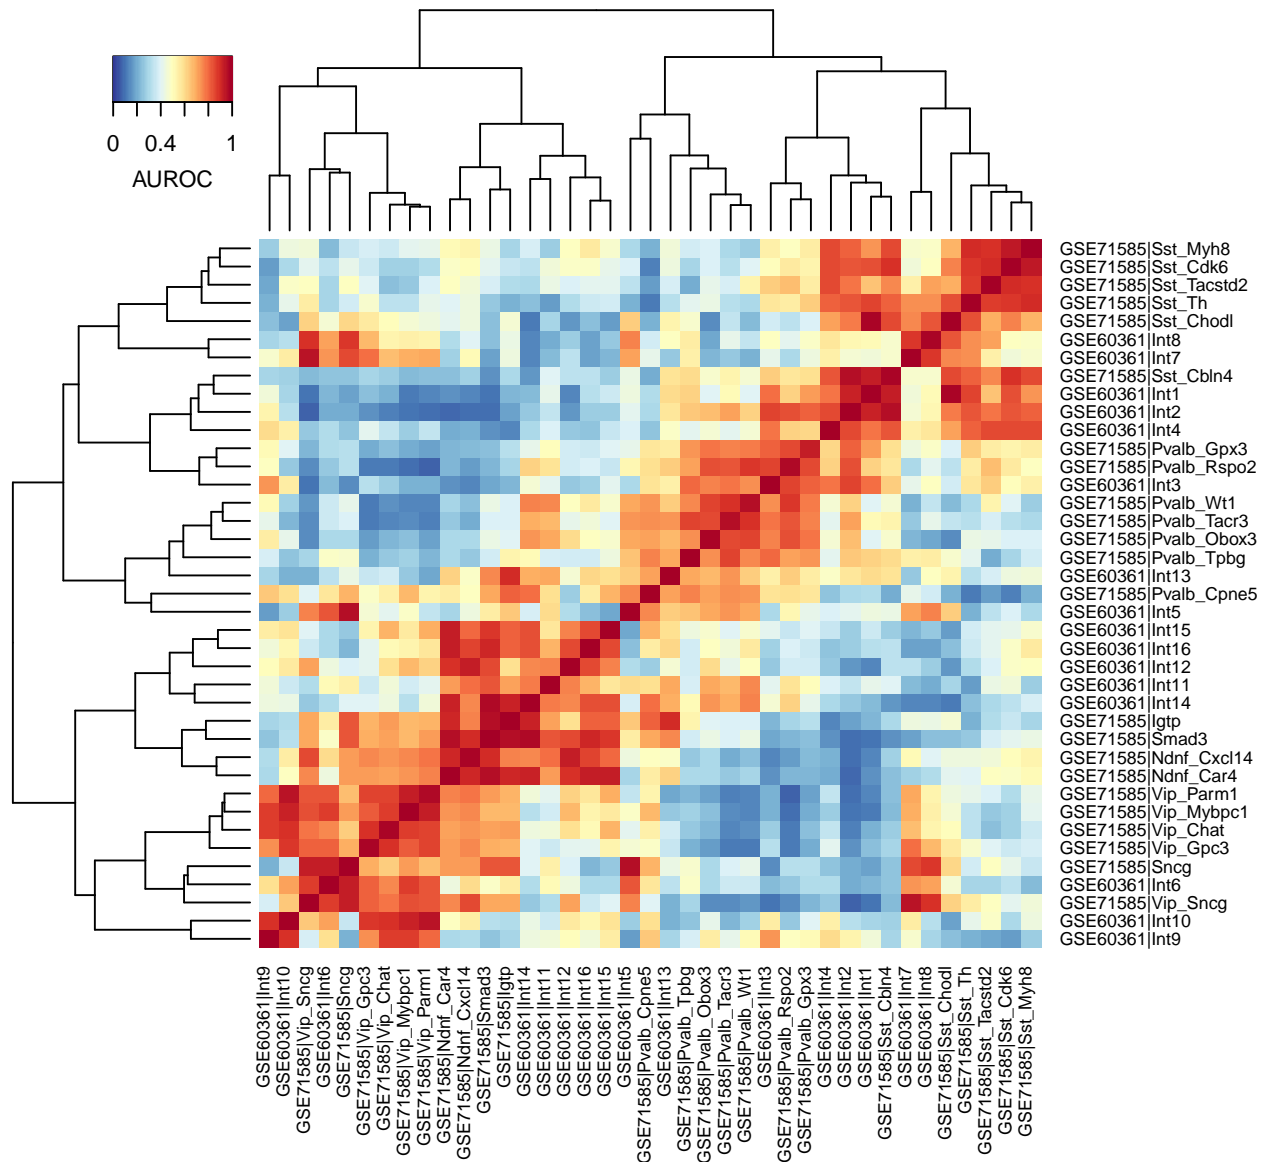 0 0.4 1
AUROC
GSE71585|Sst_Myh8
GSE71585|Sst_Cdk6
GSE71585|Sst_Tacstd2
GSE71585|Sst_Th
GSE71585|Sst_Chodl
GSE60361|Int8
GSE60361|Int7
GSE71585|Sst_Cbln4
GSE60361|Int1
GSE60361|Int2
GSE60361|Int4
GSE71585|Pvalb_Gpx3
GSE71585|Pvalb_Rspo2
GSE60361|Int3
GSE71585|Pvalb_Wt1
GSE71585|Pvalb_Tacr3
GSE71585|Pvalb_Obox3
GSE71585|Pvalb_Tpbg
GSE60361|Int13
GSE71585|Pvalb_Cpne5
GSE60361|Int5
GSE60361|Int15
GSE60361|Int16
GSE60361|Int12
GSE60361|Int11
GSE60361|Int14
GSE71585|Igtp
GSE71585|Smad3
GSE71585|Ndnf_Cxcl14
GSE71585|Ndnf_Car4
GSE71585|Vip_Parm1
GSE71585|Vip_Mybpc1
GSE71585|Vip_Chat
GSE71585|Vip_Gpc3
GSE71585|Sncg
GSE60361|Int6
GSE71585|Vip_Sncg
GSE60361|Int10
GSE60361|Int9
GSE60361|Int9
GSE60361|Int10
GSE71585|Vip_Sncg
GSE60361|Int6
GSE71585|Sncg
GSE71585|Vip_Gpc3
GSE71585|Vip_Chat
GSE71585|Vip_Mybpc1
GSE71585|Vip_Parm1
GSE71585|Ndnf_Car4
GSE71585|Ndnf_Cxcl14
GSE71585|Smad3
GSE71585|Igtp
GSE60361|Int14
GSE60361|Int11
GSE60361|Int12
GSE60361|Int16
GSE60361|Int15
GSE60361|Int5
GSE71585|Pvalb_Cpne5
GSE60361|Int13
GSE71585|Pvalb_Tpbg
GSE71585|Pvalb_Obox3
GSE71585|Pvalb_Tacr3
GSE71585|Pvalb_Wt1
GSE60361|Int3
GSE71585|Pvalb_Rspo2
GSE71585|Pvalb_Gpx3
GSE60361|Int4
GSE60361|Int2
GSE60361|Int1
GSE71585|Sst_Cbln4
GSE60361|Int7
GSE60361|Int8
GSE71585|Sst_Chodl
GSE71585|Sst_Th
GSE71585|Sst_Tacstd2
GSE71585|Sst_Cdk6
GSE71585|Sst_Myh8